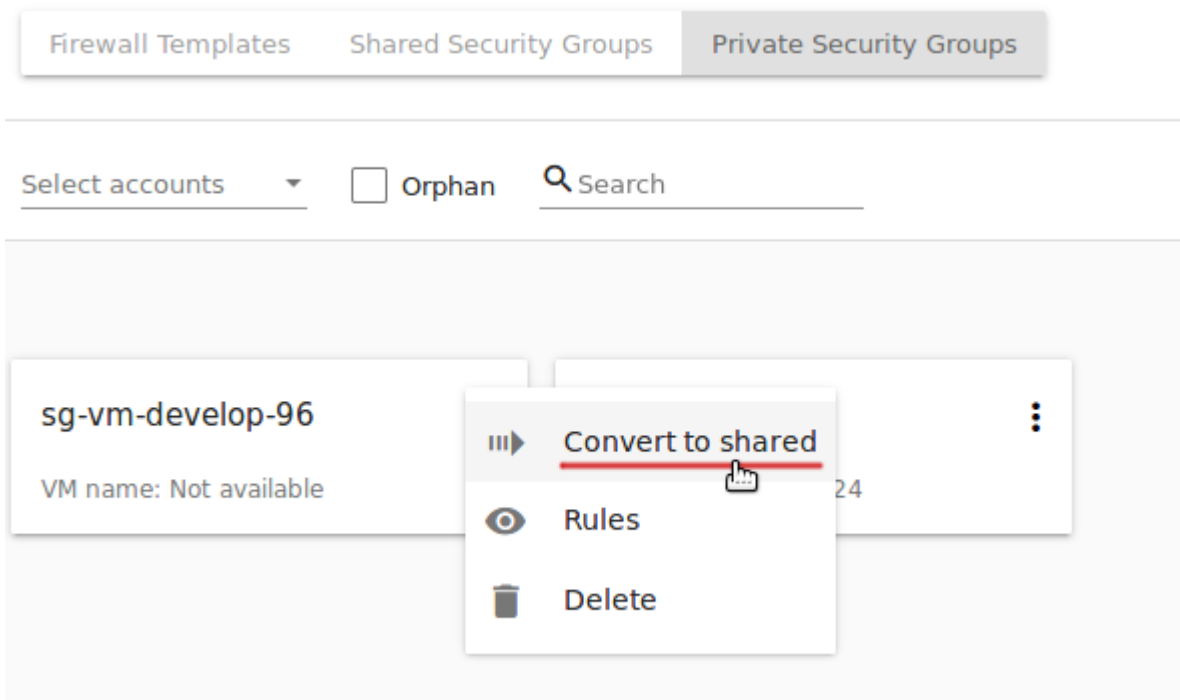 Firewall Templates Shared Security Groups Private Security Groups
Select accounts Orphan Search
sg-vm-develop-96
Convert to shared
VM name: Not available
24
Rules
Delete